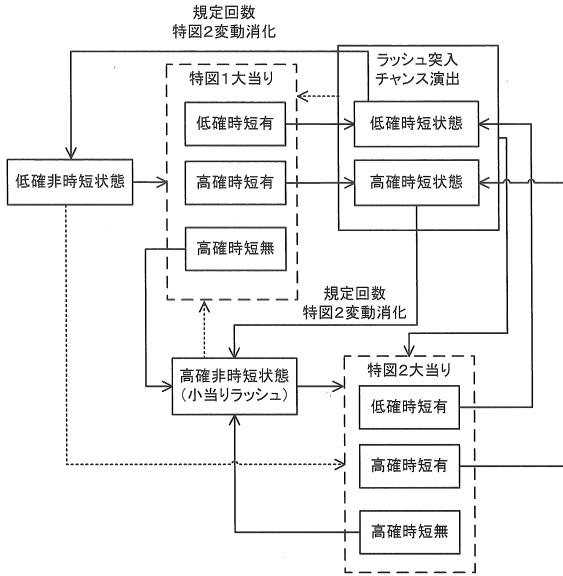 規定回数
特図２変動消化
ラッシュ突入
チャンス演出
特図１大当り
低確時短有
低確時短状態
低確非時短状態
高確時短有
高確時短状態
高確時短無
規定回数
特図２変動消化
高確非時短状態
(小当りラッシュ)
特図２大当り
低確時短有
高確時短有
高確時短無